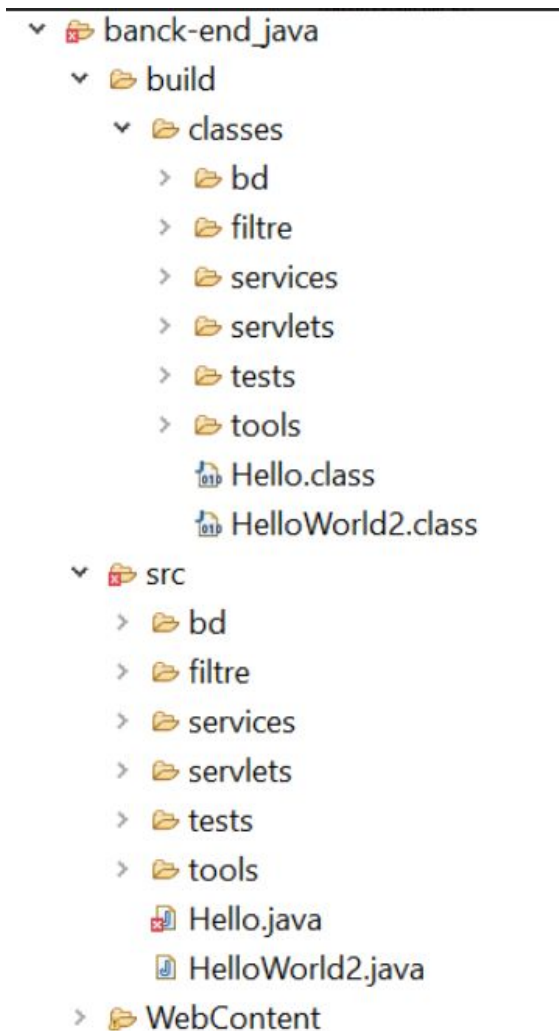 banck-end_java
build
classes
bd
filtre
services
servlets
tests
tools
Hello.class
HelloWorld2.class
src
bd
filtre
services
servlets
tests
tools
Hello.java
HelloWorld2.java
WebContent